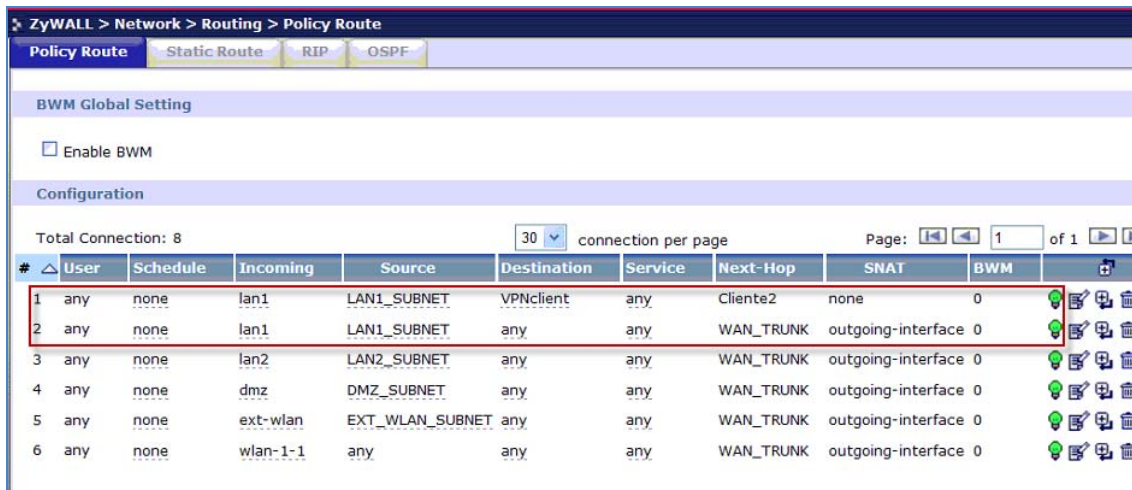 ZyWALL > Network > Routing > Policy Route
Policy Route Static Route RIP OSPF
BWM Global Setting
Enable BWM
Configuration
Total Connection: 8 30 connection per page Page: 1 of 1
# User Schedule Incoming Source Destination Service Next-Hop SNAT BWM
1 any none lan1 LAN1_SUBNET VPNclient any Cliente2 none 0
2 any none lan1 LAN1_SUBNET any any WAN_TRUNK outgoing-interface 0
3 any none lan2 LAN2_SUBNET any any WAN_TRUNK outgoing-interface 0
4 any none dmz DMZ_SUBNET any any WAN_TRUNK outgoing-interface 0
5 any none ext-wlan EXT_WLAN_SUBNET any any WAN_TRUNK outgoing-interface 0
6 any none wlan-1-1 any any any WAN_TRUNK outgoing-interface 0